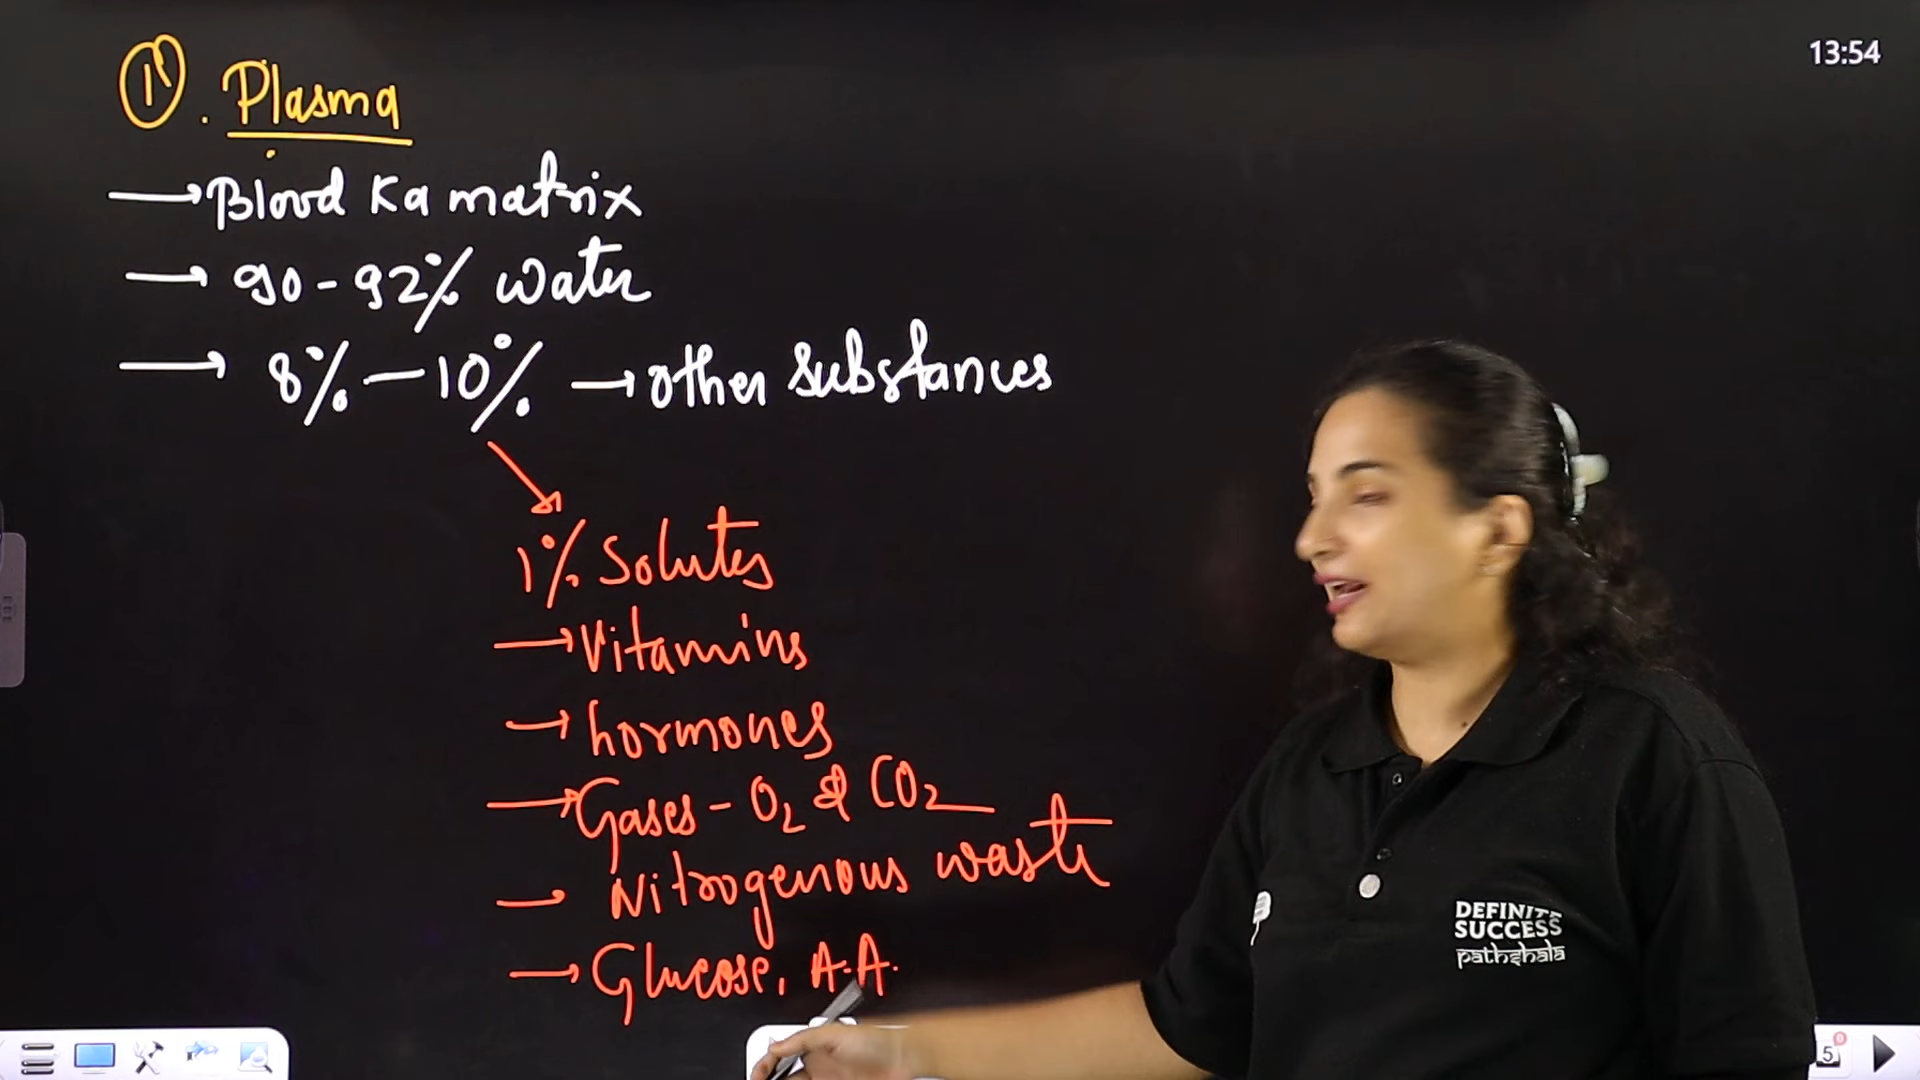 13:54
1. Plasma
→ Blood Ka matrix
→ 90-92% water
→ 8%-10% → other substances
1% Solutes
→ Vitamins
→ hormones
→ Gases - O2 & CO2
→ Nitrogenous waste
→ Glucose, A.A.
DEFINITE
SUCCESS
pathshala
5